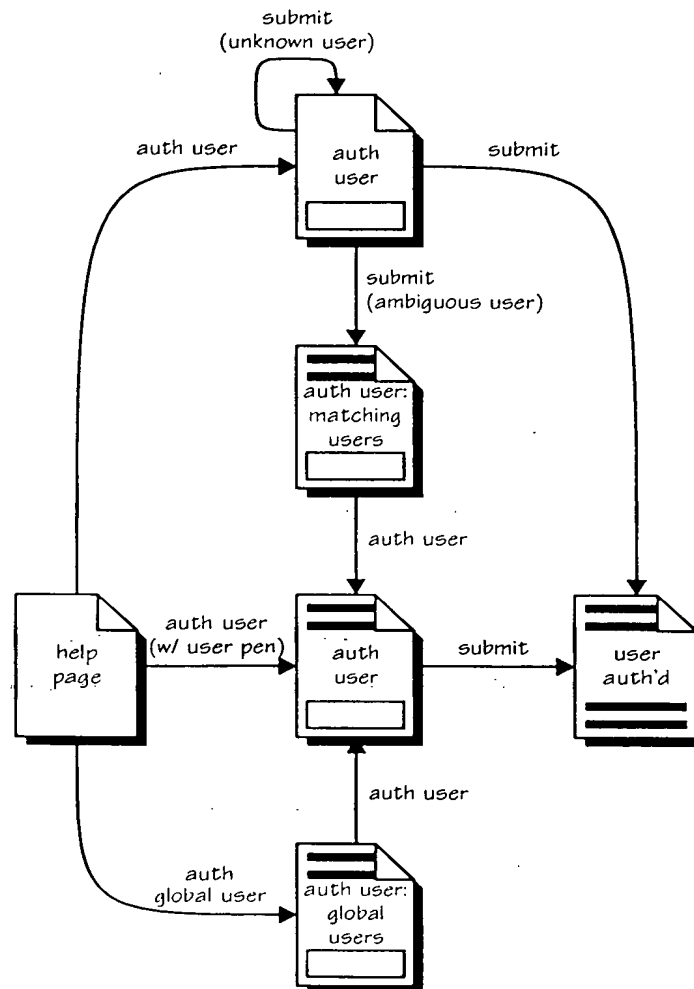 submit
(unknown user)
auth user
auth
user
submit
submit
(ambiguous user)
auth user:
matching
users
auth user
help
page
auth user
(w/ user pen)
auth
user
submit
user
auth'd
auth user
auth
global user
auth user:
global
users